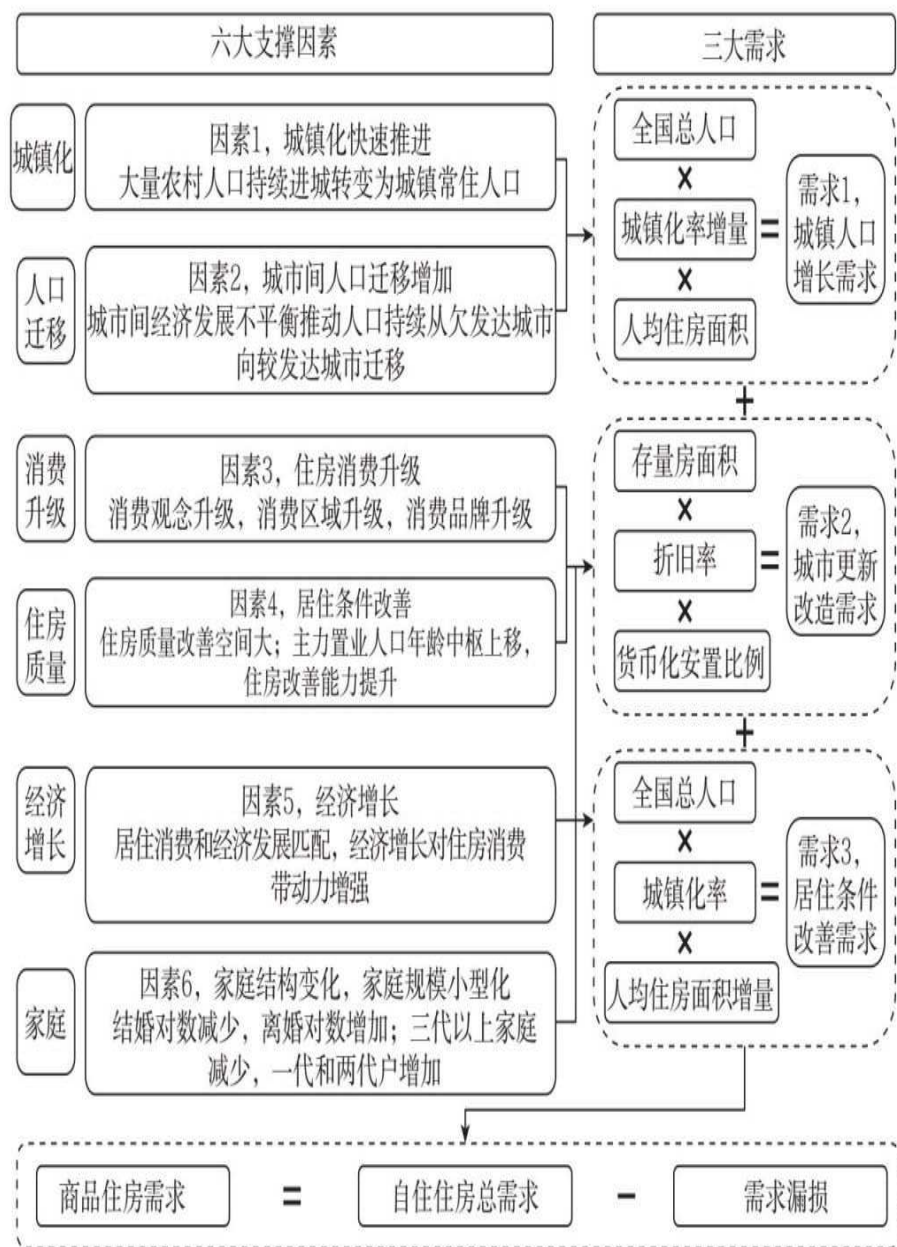 六大支撑因素
三大需求
城镇化
因素1，城镇化快速推进
大量农村人口持续进城转变为城镇常住人口
人口
迁移
因素2，城市间人口迁移增加
城市间经济发展不平衡推动人口持续从欠发达城市
向较发达城市迁移
全国总人口
×
城镇化率增量
×
人均住房面积
=
需求1，
城镇人口
增长需求
+
消费
升级
因素3，住房消费升级
消费观念升级，消费区域升级，消费品牌升级
住房
质量
因素4，居住条件改善
住房质量改善空间大；主力置业人口年龄中枢上移，
住房改善能力提升
存量房面积
×
折旧率
×
货币化安置比例
=
需求2，
城市更新
改造需求
+
经济
增长
因素5，经济增长
居住消费和经济发展匹配，经济增长对住房消费
带动力增强
家庭
因素6，家庭结构变化，家庭规模小型化
结婚对数减少，离婚对数增加；三代以上家庭
减少，一代和两代户增加
全国总人口
×
城镇化率
×
人均住房面积增量
=
需求3，
居住条件
改善需求
商品住房需求 = 自住住房总需求 － 需求漏损